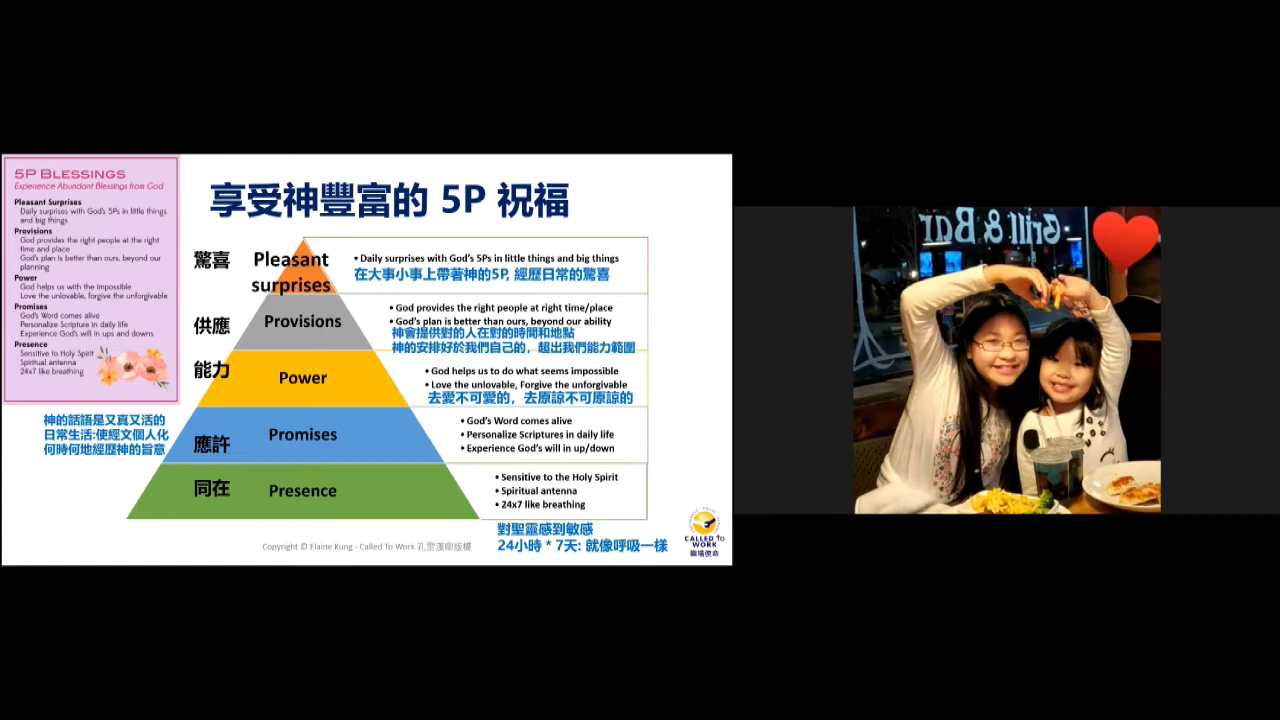 5P BLESSINGS
Experience Abundant Blessings from God
Pleasant Surprises
Daily surprises with God's 5Ps in little things
and big things
Provisions
God provides the right people at the right
time and place
God's plan is better than ours, beyond our
planning
Power
God helps us with the impossible
Love the unlovable, forgive the unforgivable
Promises
God's Word comes alive
Personalize Scripture in daily life
Experience God's will in ups and downs
Presence
Sensitive to Holy Spirit
Spiritual antenna
24x7 like breathing
神的話語是又真又活的
日常生活:使經文個人化
何時何地經歷神的旨意
享受神豐富的 5P 祝福
驚喜 Pleasant
surprises
• Daily surprises with God's 5Ps in little things and big things
在大事小事上帶著神的5P, 經歷日常的驚喜
供應 Provisions
• God provides the right people at right time/place
• God's plan is better than ours, beyond our ability
神會提供對的人在對的時間和地點
神的安排好於我們自己的，超出我們能力範圍
能力 Power
• God helps us to do what seems impossible
• Love the unlovable, Forgive the unforgivable
去愛不可愛的，去原諒不可原諒的
應許 Promises
• God's Word comes alive
• Personalize Scriptures in daily life
• Experience God's will in up/down
同在 Presence
• Sensitive to the Holy Spirit
• Spiritual antenna
• 24x7 like breathing
對聖靈感到敏感
24小時 * 7天: 就像呼吸一樣
Copyright © Elaine Kung - Called To Work 孔雷漢卿版權
CALLED to
WORK
職場使命
Grill & Bar